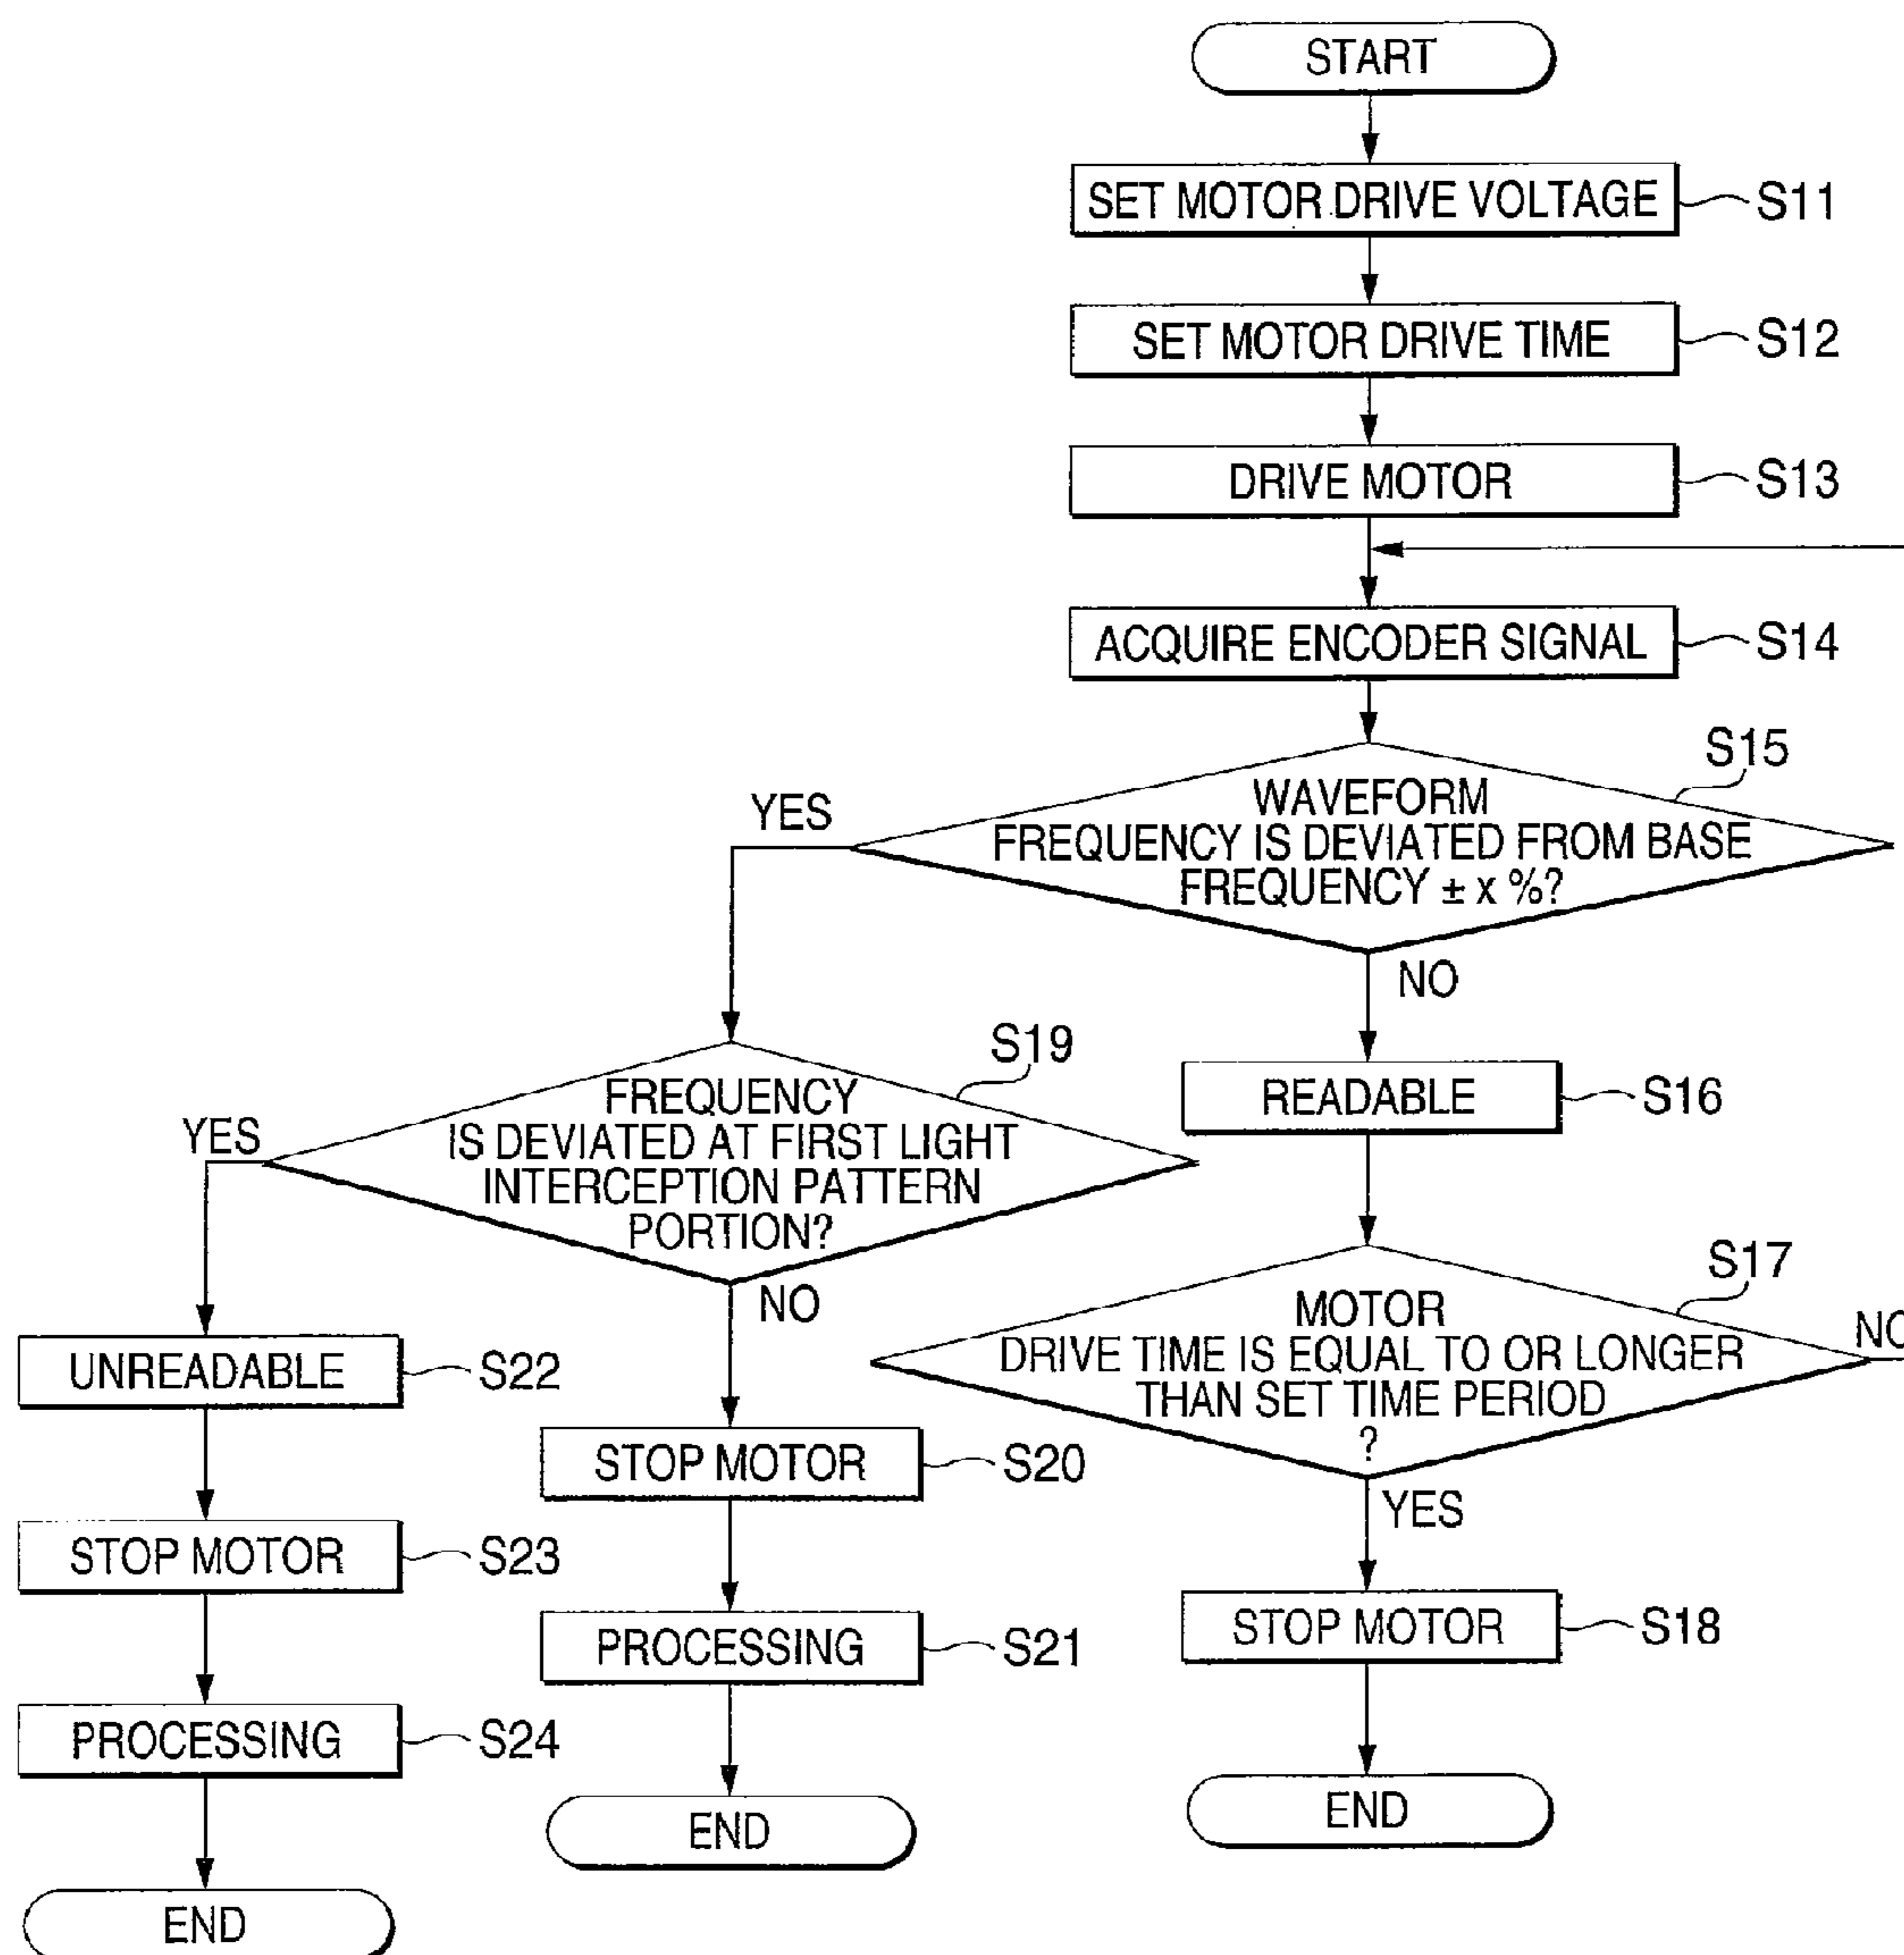 START
SET MOTOR DRIVE VOLTAGE
S11
SET MOTOR DRIVE TIME
S12
DRIVE MOTOR
S13
ACQUIRE ENCODER SIGNAL
S14
S15
WAVEFORM
FREQUENCY IS DEVIATED FROM BASE
FREQUENCY ± x %?
YES
NO
S19
FREQUENCY
IS DEVIATED AT FIRST LIGHT
INTERCEPTION PATTERN
PORTION?
YES
NO
READABLE
S16
S17
MOTOR
DRIVE TIME IS EQUAL TO OR LONGER
THAN SET TIME PERIOD
?
NO
YES
UNREADABLE
S22
STOP MOTOR
S20
STOP MOTOR
S23
PROCESSING
S21
STOP MOTOR
S18
PROCESSING
S24
END
END
END